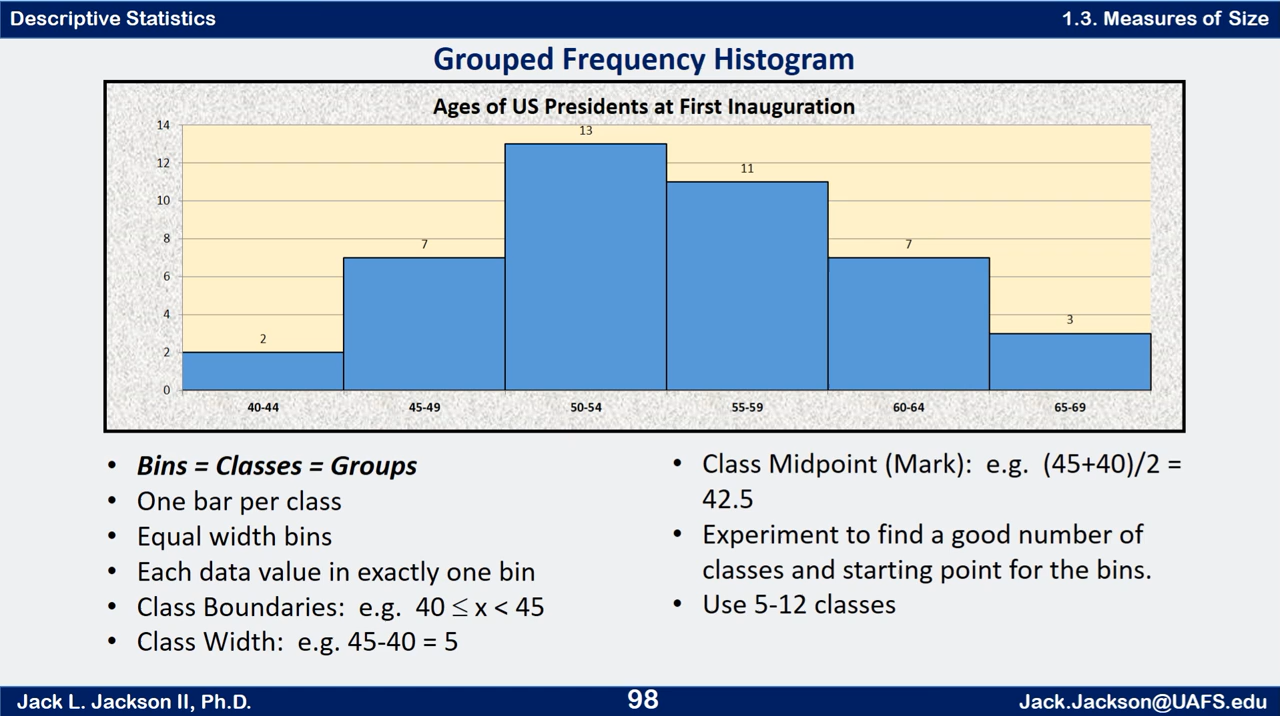 Descriptive Statistics
1.3. Measures of Size
Grouped Frequency Histogram
Ages of US Presidents at First Inauguration
14
12
10
8
6
4
2
0
2
7
13
11
7
3
40-44
45-49
50-54
55-59
60-64
65-69
• Bins = Classes = Groups
• One bar per class
• Equal width bins
• Each data value in exactly one bin
• Class Boundaries: e.g. 40 ≤ x < 45
• Class Width: e.g. 45-40 = 5
• Class Midpoint (Mark): e.g. (45+40)/2 =
42.5
• Experiment to find a good number of
classes and starting point for the bins.
• Use 5-12 classes
Jack L. Jackson II, Ph.D.
98
Jack.Jackson@UAFS.edu